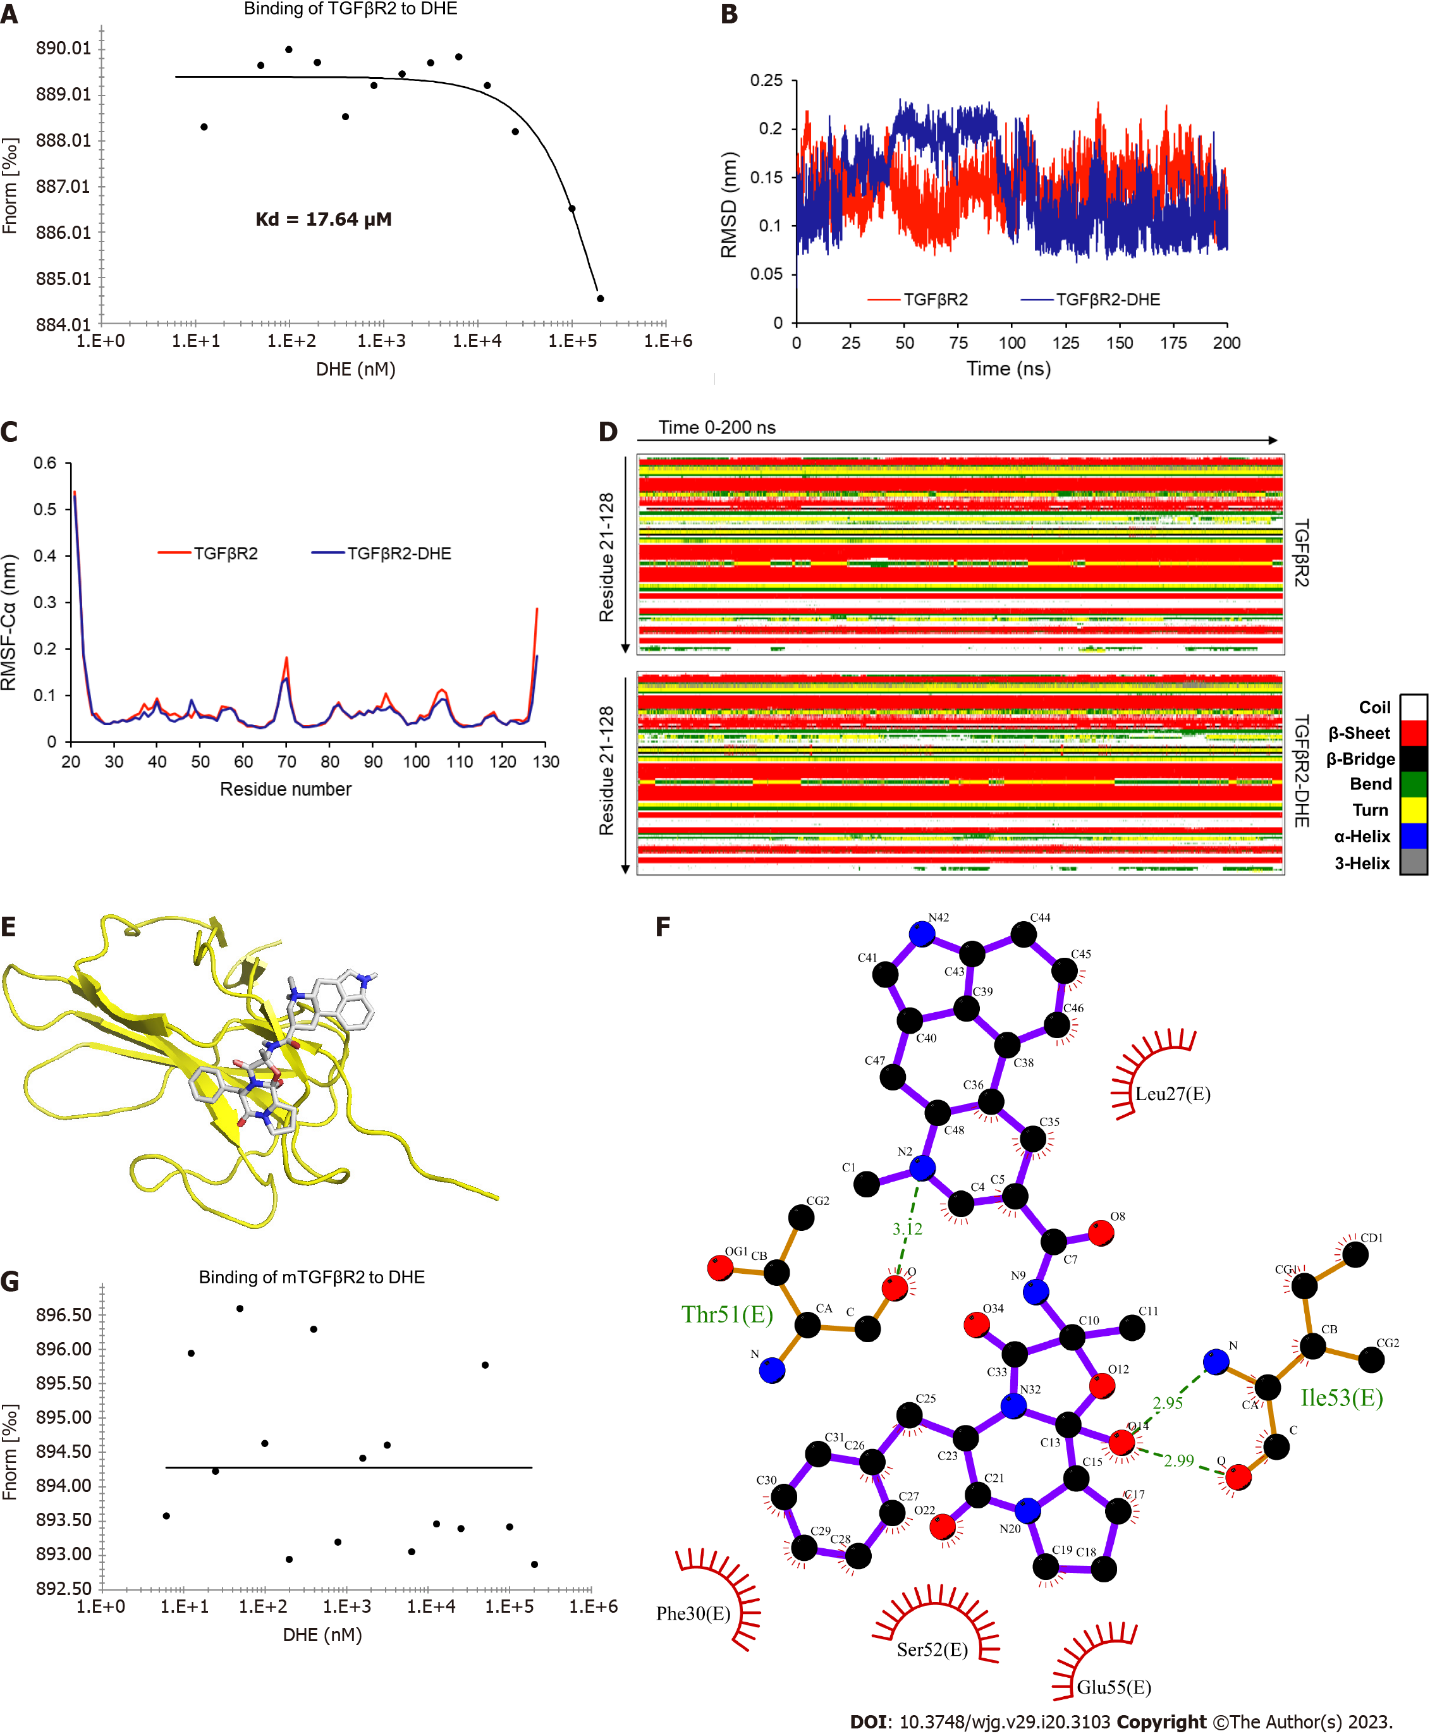 A
Binding of TGFβR2 to DHE
Fnorm [‰]
890.01
889.01
888.01
887.01
886.01
885.01
884.01
Kd = 17.64 µM
1.E+0 1.E+1 1.E+2 1.E+3 1.E+4 1.E+5 1.E+6
DHE (nM)
B
RMSD (nm)
0.25
0.2
0.15
0.1
0.05
0
TGFβR2 TGFβR2-DHE
0 25 50 75 100 125 150 175 200
Time (ns)
C
RMSF-Cα (nm)
0.6
0.5
0.4
0.3
0.2
0.1
0
TGFβR2 TGFβR2-DHE
20 30 40 50 60 70 80 90 100 110 120 130
Residue number
D
Time 0-200 ns
Residue 21-128
TGFβR2
Residue 21-128
TGFβR2-DHE
Coil
β-Sheet
β-Bridge
Bend
Turn
α-Helix
3-Helix
E
F
N42
C44
C41
C43
C45
C39
C46
C40
C38
C47
C36
Leu27(E)
C48
C35
N2
C1
C4
C5
CG2
3.12
O8
OG1
CB
O
C7
CD1
CG1
N9
Thr51(E)
CA
C
O34
C10
C11
CB
N
C33
O12
N
CG2
N32
2.95
CA
Ile53(E)
C25
O14
C31
C26
C23
C13
C
2.99
O
C15
C30
C21
C27
O22
N20
C17
C29
C28
C19
C18
Phe30(E)
Ser52(E)
Glu55(E)
G
Binding of mTGFβR2 to DHE
Fnorm [‰]
896.50
896.00
895.50
895.00
894.50
894.00
893.50
893.00
892.50
1.E+0 1.E+1 1.E+2 1.E+3 1.E+4 1.E+5 1.E+6
DHE (nM)
DOI: 10.3748/wjg.v29.i20.3103 Copyright ©The Author(s) 2023.